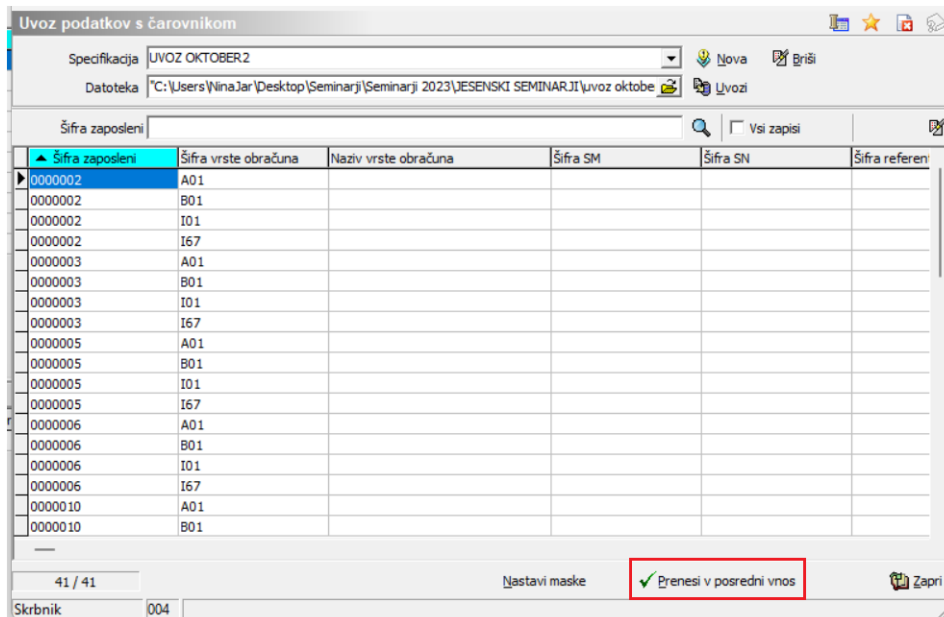 Uvoz podatkov s čarovnikom
Specifikacija UVOZ OKTOBER2 Nova Briši
Datoteka "C:\Users\NinaJar\Desktop\Seminarji\Seminarji 2023\JESENSKI SEMINARJI\uvoz oktobe Uvozi
Šifra zaposleni Vsi zapisi
Šifra zaposleni Šifra vrste obračuna Naziv vrste obračuna Šifra SM Šifra SN Šifra referen
0000002 A01
0000002 B01
0000002 I01
0000002 I67
0000003 A01
0000003 B01
0000003 I01
0000003 I67
0000005 A01
0000005 B01
0000005 I01
0000005 I67
0000006 A01
0000006 B01
0000006 I01
0000006 I67
0000010 A01
0000010 B01
41 / 41 Nastavi maske Prenesi v posredni vnos Zapri
Skrbnik 004